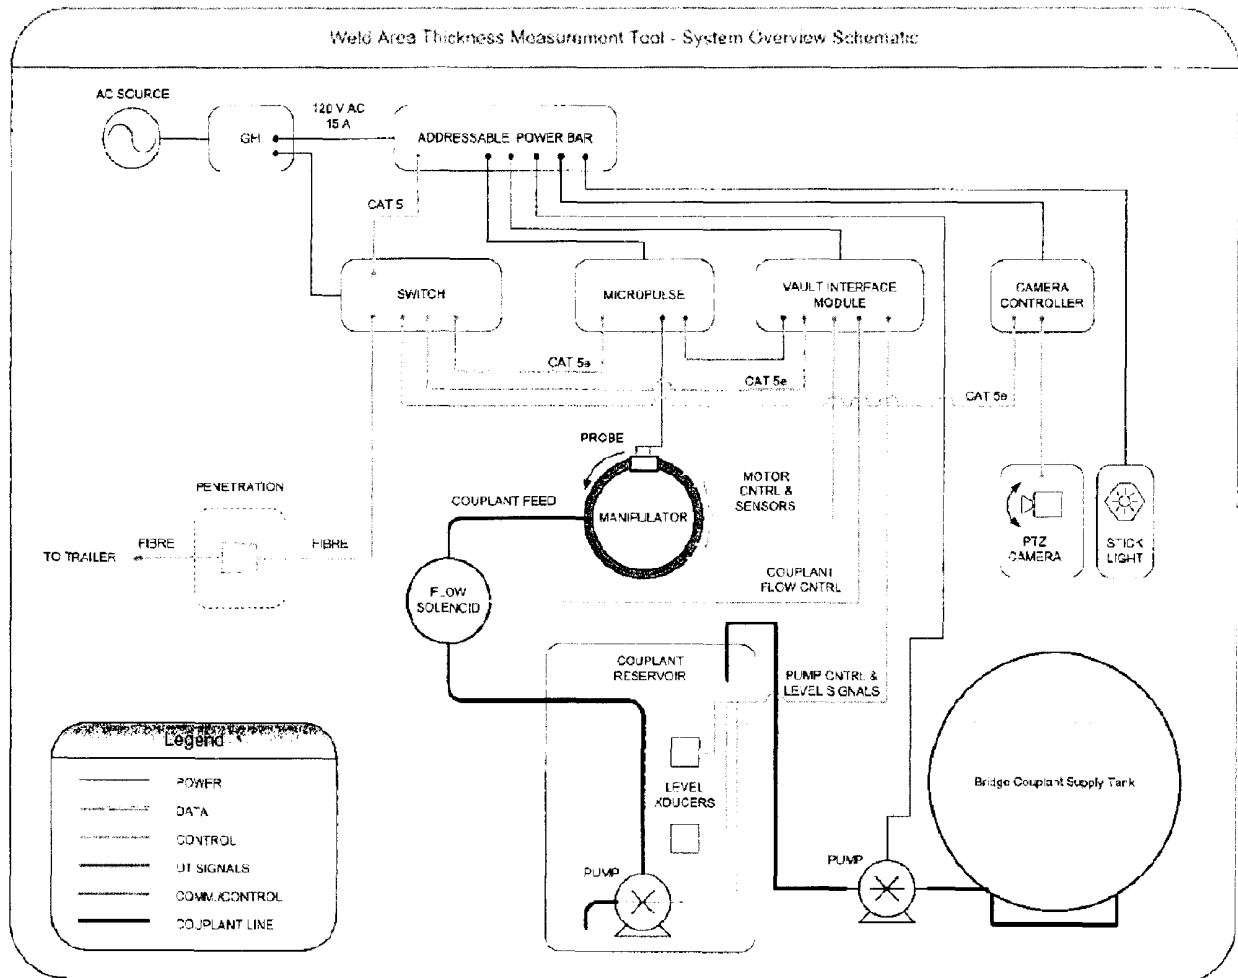 Weld Area Thickness Measurement Tool - System Overview Schematic
AC SOURCE
120 V AC
15 A
GFI
ADDRESSABLE POWER BAR
CAT 5
SWITCH
MICROPULSE
VAULT INTERFACE
MODULE
CAMERA
CONTROLLER
CAT 5e
CAT 5e
CAT 5e
PROBE
MANIPULATOR
MOTOR
CNTRL &
SENSORS
PENETRATION
COUPLANT FEED
TO TRAILER
FIBRE
FIBRE
PTZ
CAMERA
STICK
LIGHT
COUPLANT
FLOW CNTRL
FLOW
SOLENOID
COUPLANT
RESERVOIR
PUMP CNTRL &
LEVEL SIGNALS
LEVEL
XDUCERS
PUMP
PUMP
Bridge Couplant Supply Tank
Legend
POWER
DATA
CONTROL
UT SIGNALS
COMM./CONTROL
COUPLANT LINE